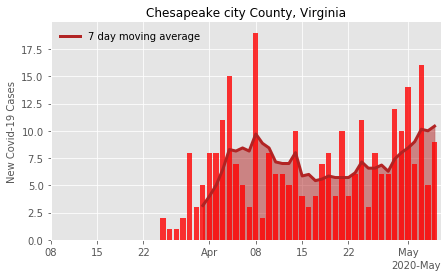 Chesapeake city County, Virginia
7 day moving average
New Covid-19 Cases
17.5
15.0
12.5
10.0
7.5
5.0
2.5
0.0
08 15 22 Apr 08 15 22 May
2020-May